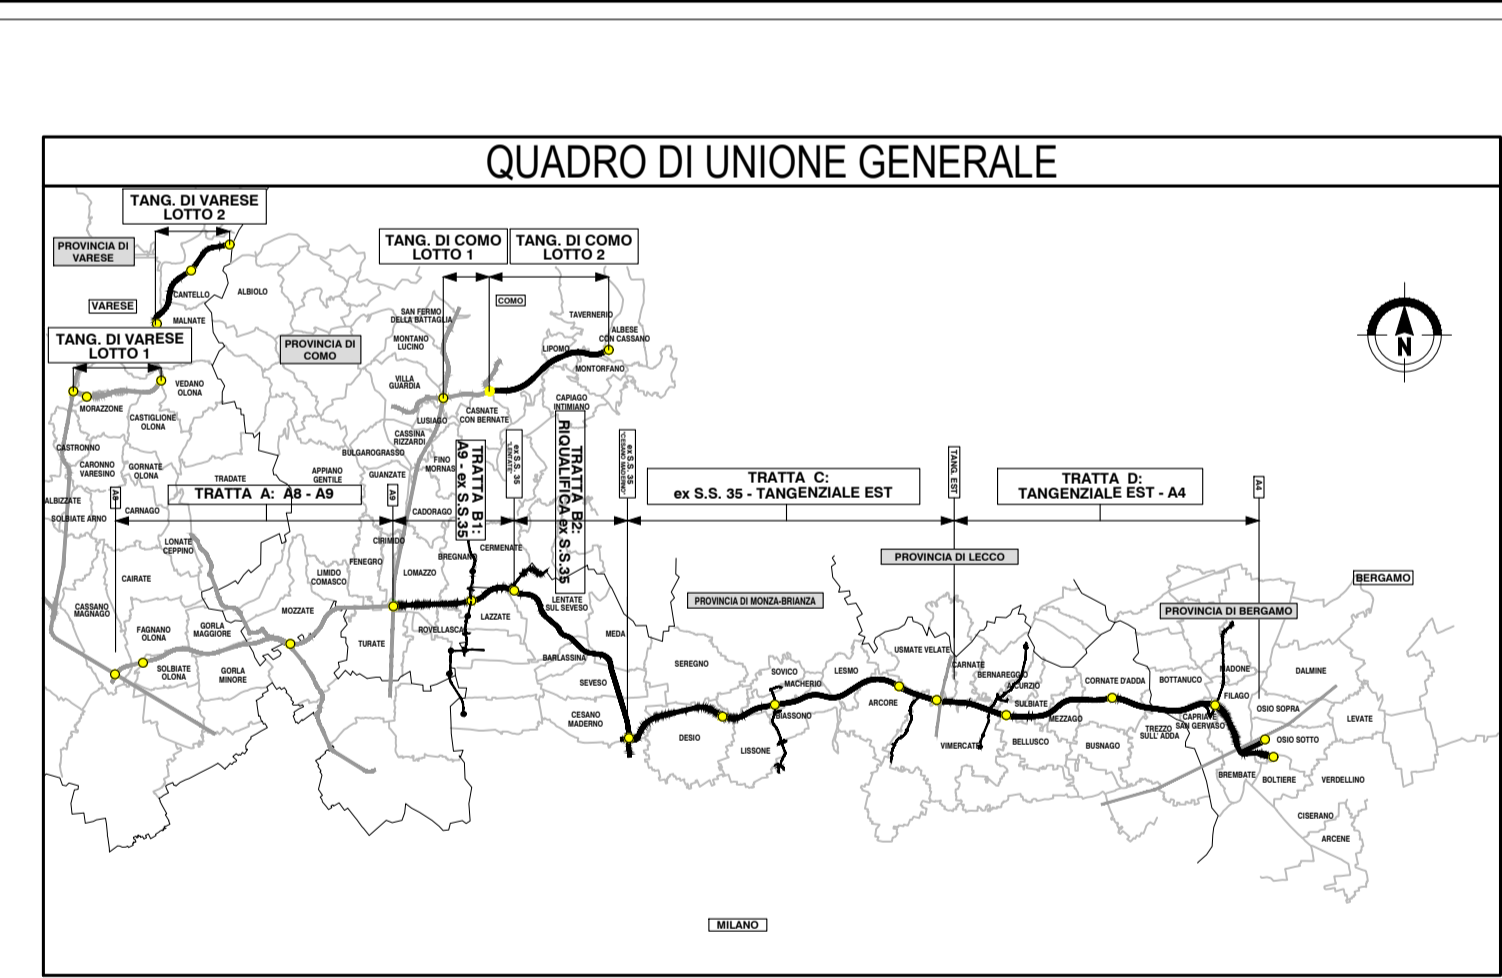 QUADRO DI UNIONE GENERALE
TANG. DI VARESE
LOTTO 2
PROVINCIA DI
VARESE
CANTELLO
ALBIOLO
VARESE
MALNATE
TANG. DI VARESE
LOTTO 1
PROVINCIA DI
COMO
TANG. DI COMO
LOTTO 1
TANG. DI COMO
LOTTO 2
COMO
SAN FERMO
DELLA BATTAGLIA
TAVERNERIO
ALBESE
CON CASSANO
MONTANO
LUCINO
LIPOMO
MONTORFANO
VILLA
GUARDIA
CAPIAGO
INTIMIANO
LUSIAGO
CASNATE
CON BERNATE
N
VEDANO
OLONA
MORAZZONE
CASTIGLIONE
OLONA
CASTRONNO
CARONNO
VARESINO
GORNATE
OLONA
TRADATE
APPIANO
GENTILE
BULGAROGRASSO
CASSINA
RIZZARDI
GUANZATE
FINO
MORNAS
ALBIZZATE
A8
TRATTA A: A8 - A9
A9
TRATTA B1:
A9 - ex S.S.35
ex S.S. 35
"LENTATE"
TRATTA B2:
RIQUALIFICA ex S.S.35
ex S.S. 35
"CESANO MADERNO"
TRATTA C:
ex S.S. 35 - TANGENZIALE EST
TANG. EST
TRATTA D:
TANGENZIALE EST - A4
A4
SOLBIATE ARNO
CARNAGO
CADORAGO
LONATE
CEPPINO
CIRIMIDO
BREGNANO
CERMENATE
PROVINCIA DI LECCO
FENEGRO
CAIRATE
LIMIDO
COMASCO
LOMAZZO
BERGAMO
CASSANO
MAGNAGO
MOZZATE
LENTATE
SUL SEVESO
PROVINCIA DI MONZA-BRIANZA
PROVINCIA DI BERGAMO
FAGNANO
OLONA
GORLA
MAGGIORE
TURATE
ROVELLASCA
LAZZATE
MEDA
SOLBIATE
OLONA
GORLA
MINORE
BARLASSINA
SEVESO
CESANO
MADERNO
SEREGNO
DESIO
LISSONE
SOVICO
MACHERIO
BIASSONO
LESMO
USMATE VELATE
ARCORE
CARNATE
BERNAREGGIO
AICURZIO
SULBIATE
VIMERCATE
MEZZAGO
BELLUSCO
BUSNAGO
CORNATE D'ADDA
TREZZO
SULL' ADDA
BOTTANUCO
CAPRIATE
SAN GERVASO
MADONE
FILAGO
DALMINE
OSIO SOPRA
LEVATE
OSIO SOTTO
BREMBATE
BOLTIERE
VERDELLINO
CISERANO
ARCENE
MILANO